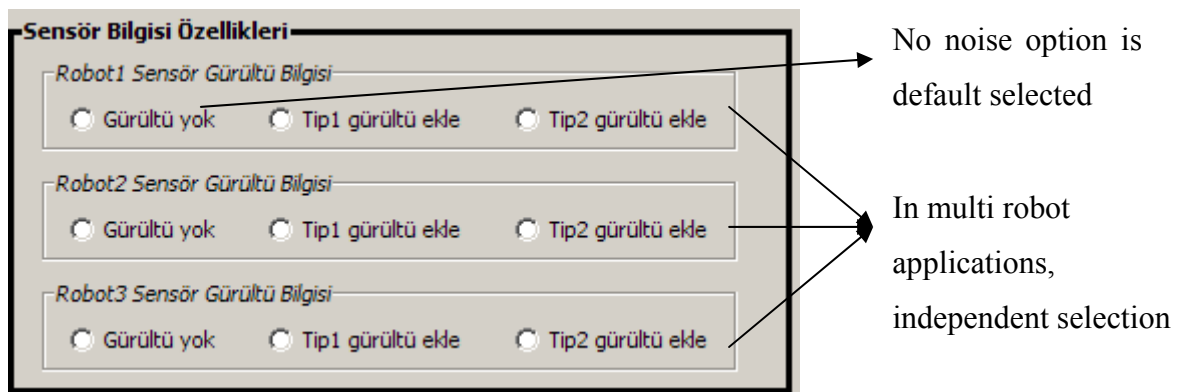 Sensör Bilgisi Özellikleri
Robot1 Sensör Gürültü Bilgisi
Gürültü yok Tip1 gürültü ekle Tip2 gürültü ekle
Robot2 Sensör Gürültü Bilgisi
Gürültü yok Tip1 gürültü ekle Tip2 gürültü ekle
Robot3 Sensör Gürültü Bilgisi
Gürültü yok Tip1 gürültü ekle Tip2 gürültü ekle
No noise option is
default selected
In multi robot
applications,
independent selection